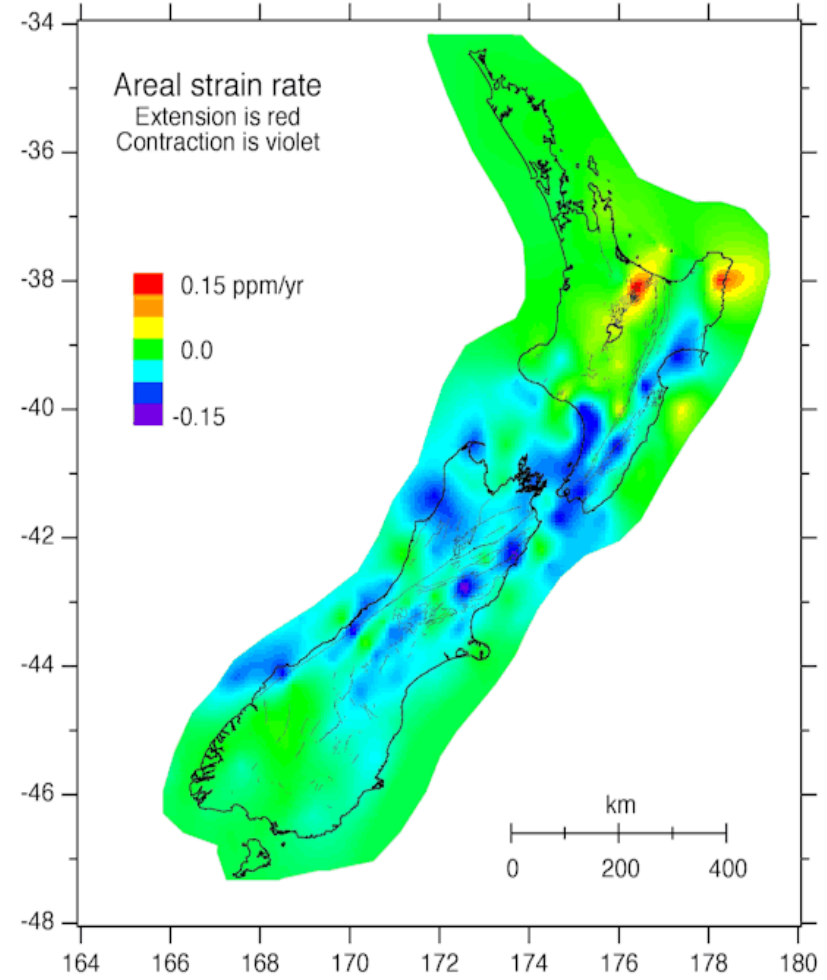 Areal strain rate
Extension is red
Contraction is violet
0.15 ppm/yr
0.0
-0.15
-34
-36
-38
-40
-42
-44
-46
-48
km
0 200 400
164 166 168 170 172 174 176 178 180